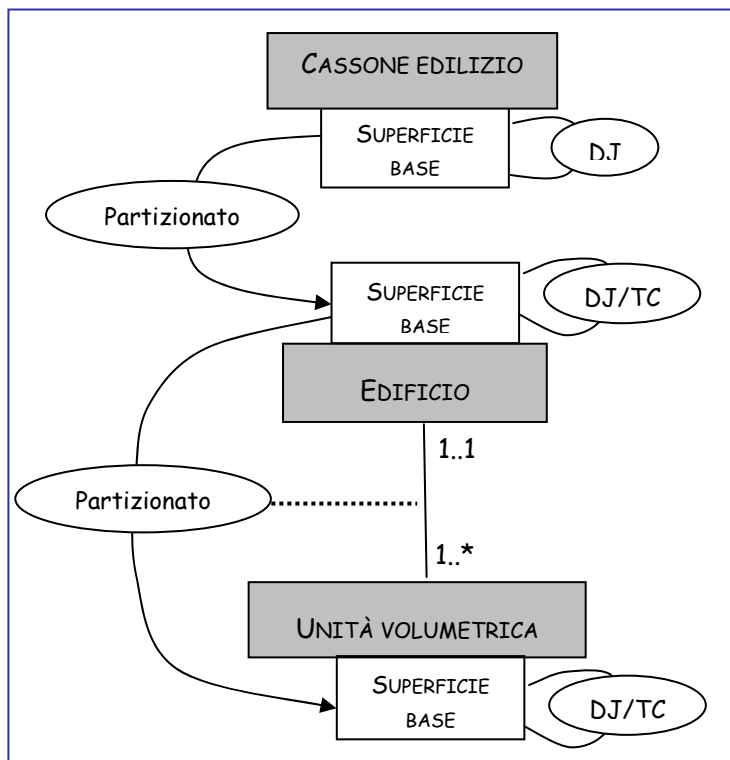 CASSONE EDILIZIO
SUPERFICIE
BASE
DJ
Partizionato
SUPERFICIE
BASE
DJ/TC
EDIFICIO
1..1
Partizionato
1..*
UNITÀ VOLUMETRICA
SUPERFICIE
BASE
DJ/TC